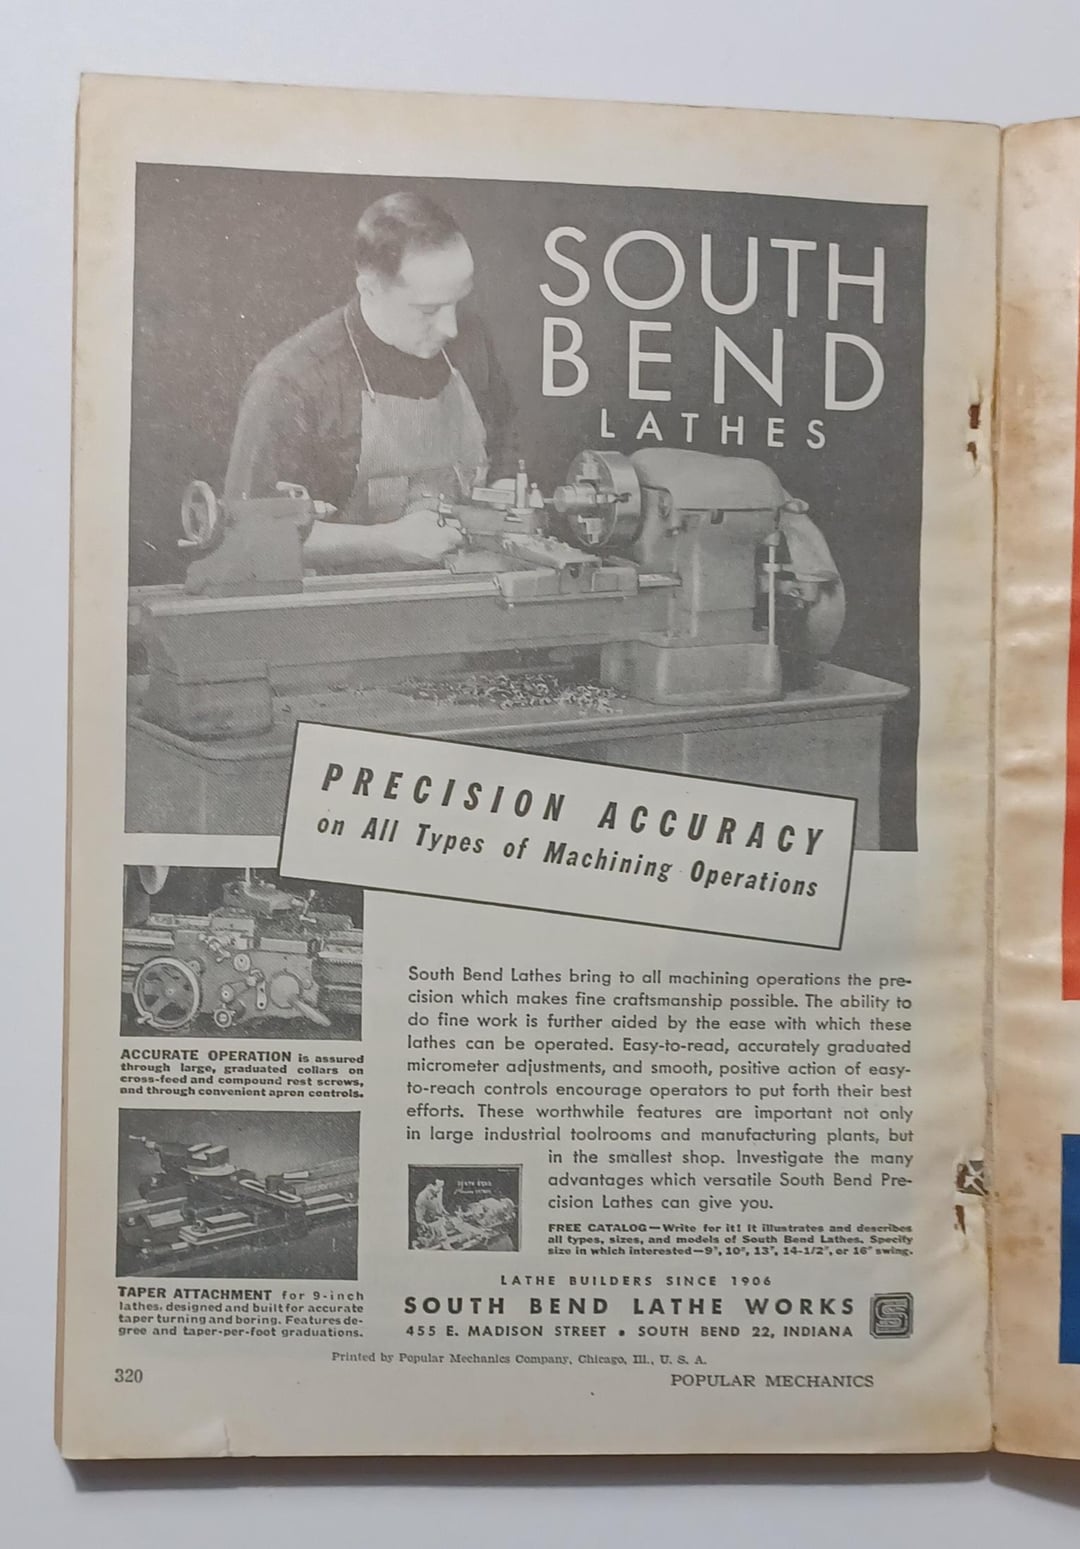 SOUTH
BEND
LATHES
PRECISION ACCURACY
on All Types of Machining Operations
ACCURATE OPERATION is assured
through large, graduated collars on
cross-feed and compound rest screws,
and through convenient apron controls.
TAPER ATTACHMENT for 9-inch
lathes, designed and built for accurate
taper turning and boring. Features de-
gree and taper-per-foot graduations.
South Bend Lathes bring to all machining operations the pre-
cision which makes fine craftsmanship possible. The ability to
do fine work is further aided by the ease with which these
lathes can be operated. Easy-to-read, accurately graduated
micrometer adjustments, and smooth, positive action of easy-
to-reach controls encourage operators to put forth their best
efforts. These worthwhile features are important not only
in large industrial toolrooms and manufacturing plants, but
in the smallest shop. Investigate the many
advantages which versatile South Bend Pre-
cision Lathes can give you.
SOUTH BEND
FREE CATALOG—Write for it! It illustrates and describes
all types, sizes, and models of South Bend Lathes. Specify
size in which interested—9", 10", 13", 14-1/2", or 16" swing.
LATHE BUILDERS SINCE 1906
SOUTH BEND LATHE WORKS
455 E. MADISON STREET • SOUTH BEND 22, INDIANA
S
Printed by Popular Mechanics Company, Chicago, Ill., U. S. A.
320
POPULAR MECHANICS